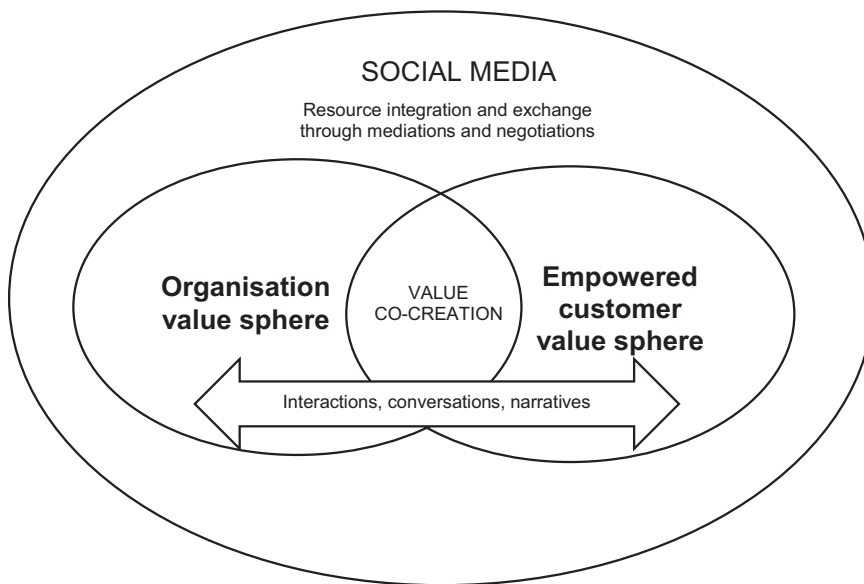 SOCIAL MEDIA
Resource integration and exchange
through mediations and negotiations
Organisation
value sphere
VALUE
CO-CREATION
Empowered
customer
value sphere
Interactions, conversations, narratives